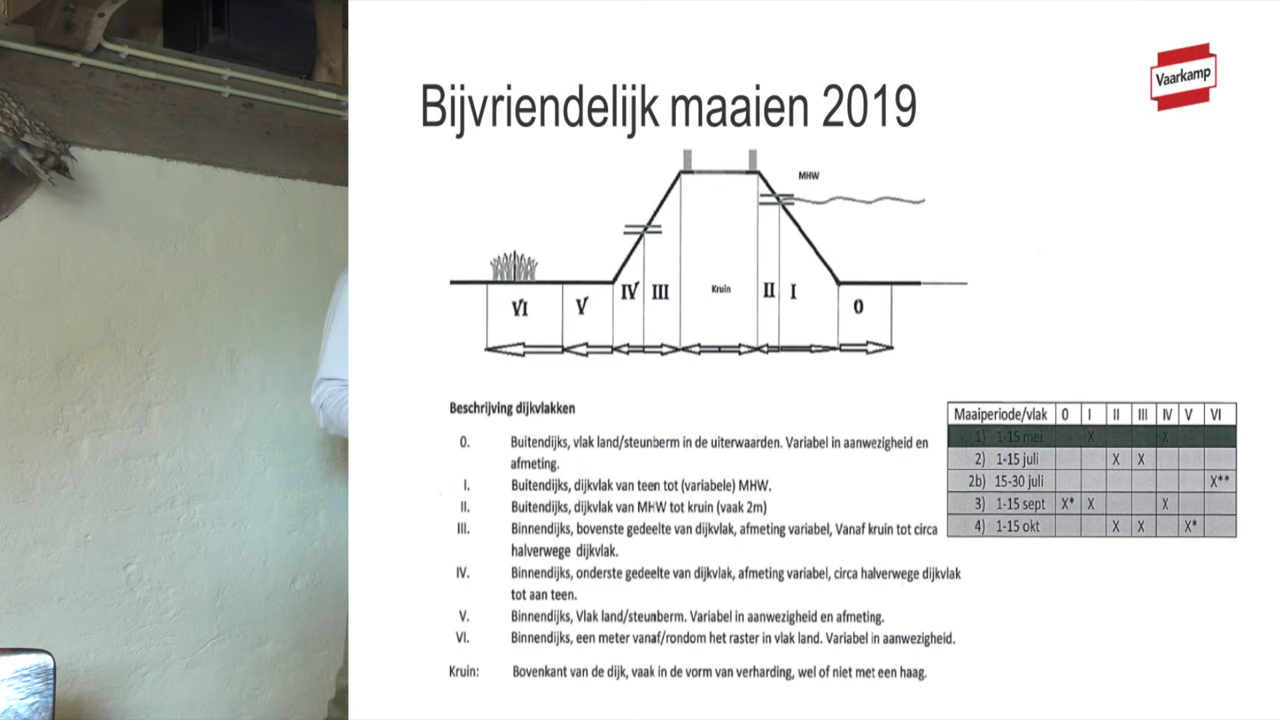 Vaarkamp
Bijvriendelijk maaien 2019
MHW
IV III Kruin II I
VI V 0
Beschrijving dijkvlakken
0. Buitendijks, vlak land/steunberm in de uiterwaarden. Variabel in aanwezigheid en
afmeting.
I. Buitendijks, dijkvlak van teen tot (variabele) MHW.
II. Buitendijks, dijkvlak van MHW tot kruin (vaak 2m)
III. Binnendijks, bovenste gedeelte van dijkvlak, afmeting variabel, Vanaf kruin tot circa
halverwege dijkvlak.
IV. Binnendijks, onderste gedeelte van dijkvlak, afmeting variabel, circa halverwege dijkvlak
tot aan teen.
V. Binnendijks, Vlak land/steunberm. Variabel in aanwezigheid en afmeting.
VI. Binnendijks, een meter vanaf/rondom het raster in vlak land. Variabel in aanwezigheid.
Kruin: Bovenkant van de dijk, vaak in de vorm van verharding, wel of niet met een haag.
Maaiperiode/vlak 0 I II III IV V VI
1) 1-15 mei X X
2) 1-15 juli X X
2b) 15-30 juli X**
3) 1-15 sept X* X X
4) 1-15 okt X X X*